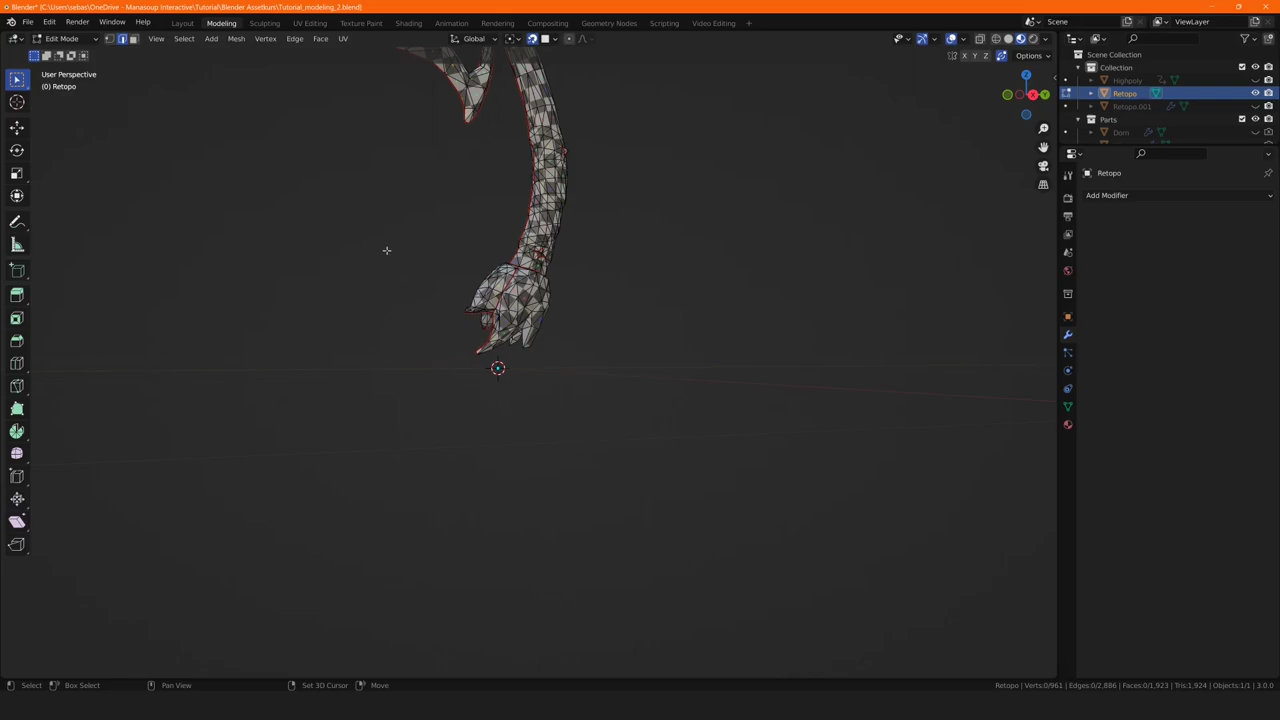 Blender* [C:\Users\sebas\OneDrive - Manasoup Interactive\Tutorial\Blender Assetkurs\Tutorial_modeling_2.blend]
File Edit Render Window Help Layout Modeling Sculpting UV Editing Texture Paint Shading Animation Rendering Compositing Geometry Nodes Scripting Video Editing + Scene ViewLayer
Edit Mode View Select Add Mesh Vertex Edge Face UV Global
X Y Z Options
User Perspective
(0) Retopo
Scene Collection
Collection
Highpoly
Retopo
Retopo.001
Parts
Dorn
Retopo
Add Modifier
Z
X
Y
Select Box Select Pan View Set 3D Cursor Move Retopo | Verts:0/961 | Edges:0/2,886 | Faces:0/1,923 | Tris:1,924 | Objects:1/1 | 3.0.0